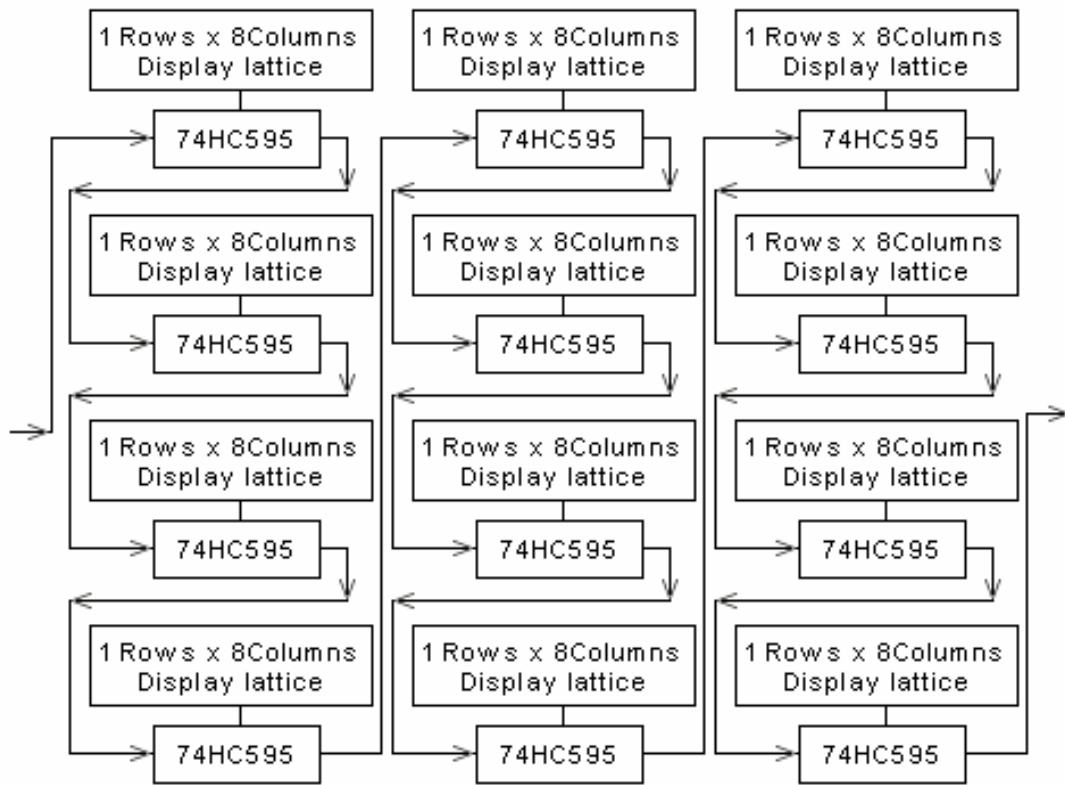 1 Rows x 8Columns
Display lattice
74HC595
1 Rows x 8Columns
Display lattice
74HC595
1 Rows x 8Columns
Display lattice
74HC595
1 Rows x 8Columns
Display lattice
74HC595
1 Rows x 8Columns
Display lattice
74HC595
1 Rows x 8Columns
Display lattice
74HC595
1 Rows x 8Columns
Display lattice
74HC595
1 Rows x 8Columns
Display lattice
74HC595
1 Rows x 8Columns
Display lattice
74HC595
1 Rows x 8Columns
Display lattice
74HC595
1 Rows x 8Columns
Display lattice
74HC595
1 Rows x 8Columns
Display lattice
74HC595